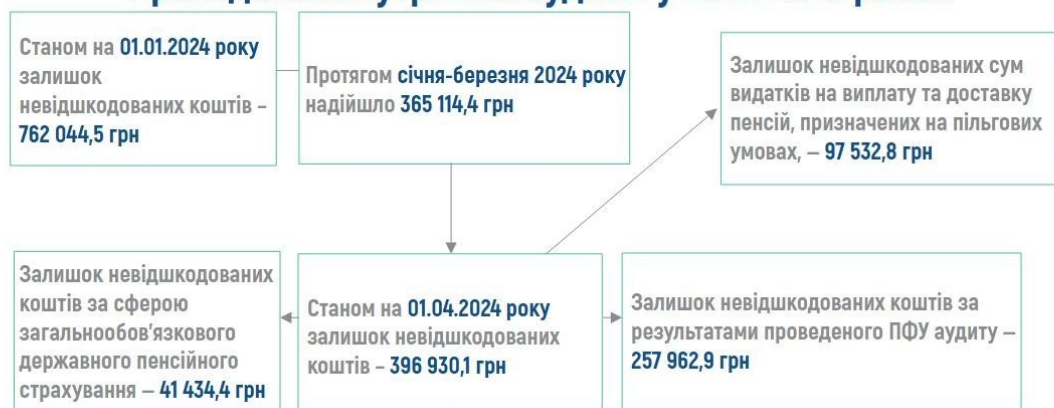 Станом на 01.01.2024 року
залишок
невідшкодованих коштів –
762 044,5 грн
Протягом січня-березня 2024 року
надійшло 365 114,4 грн
Залишок невідшкодованих сум
видатків на виплату та доставку
пенсій, призначених на пільгових
умовах, – 97 532,8 грн
Залишок невідшкодованих
коштів за сферою
загальнообов'язкового
державного пенсійного
страхування – 41 434,4 грн
Станом на 01.04.2024 року
залишок невідшкодованих
коштів – 396 930,1 грн
Залишок невідшкодованих коштів за
результатами проведеного ПФУ аудиту –
257 962,9 грн